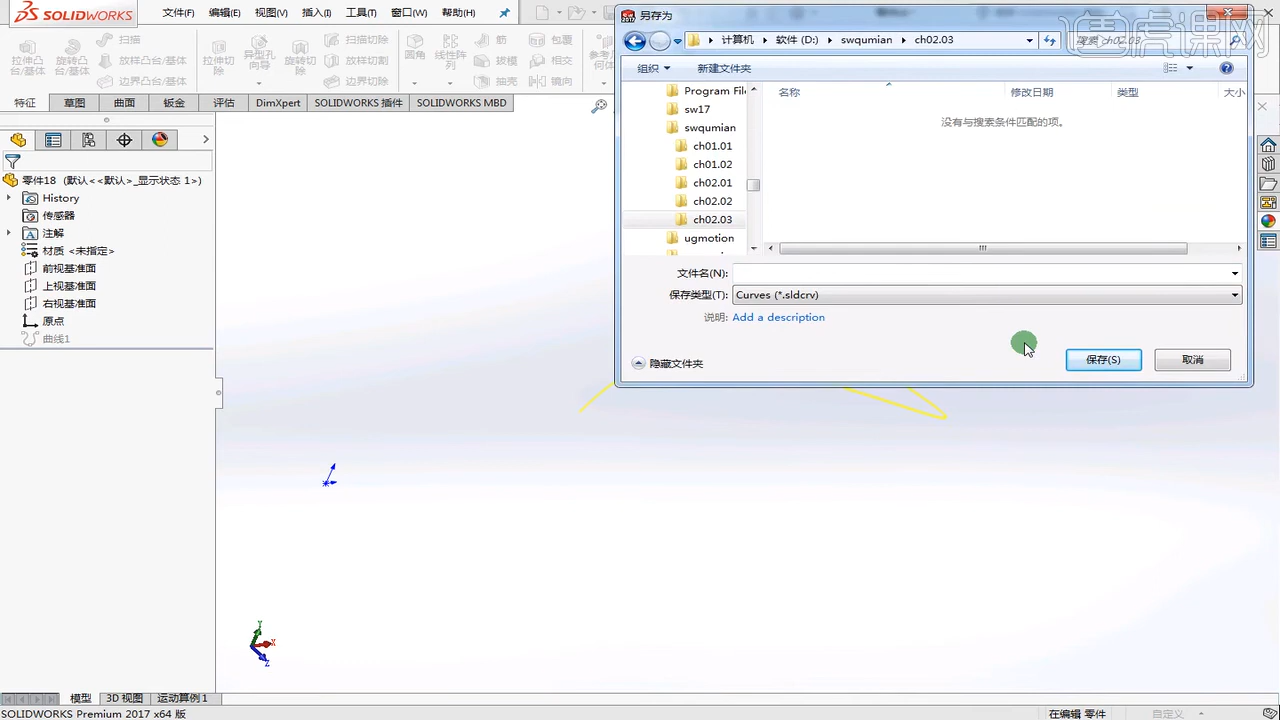 SOLIDWORKS
文件(F) 编辑(E) 视图(V) 插入(I) 工具(T) 窗口(W) 帮助(H)
拉伸凸台/基体
旋转凸台/基体
扫描
放样凸台/基体
边界凸台/基体
拉伸切除
异型孔向导
旋转切除
扫描切除
放样切割
边界切除
圆角
线性阵列
筋
拔模
抽壳
包覆
相交
镜向
参考几何
特征 草图 曲面 钣金 评估 DimXpert SOLIDWORKS 插件 SOLIDWORKS MBD
零件18 (默认<<默认>_显示状态 1>)
History
传感器
注解
材质 <未指定>
前视基准面
上视基准面
右视基准面
原点
曲线1
另存为
计算机 软件 (D:) swqumian ch02.03
虎课网
组织 新建文件夹
Program File
sw17
swqumian
ch01.01
ch01.02
ch02.01
ch02.02
ch02.03
ugmotion
名称 修改日期 类型 大小
没有与搜索条件匹配的项。
文件名(N):
保存类型(T): Curves (*.sldcrv)
说明: Add a description
隐藏文件夹 保存(S) 取消
Y
X
Z
模型 3D 视图 运动算例 1
SOLIDWORKS Premium 2017 x64 版 在编辑 零件 自定义